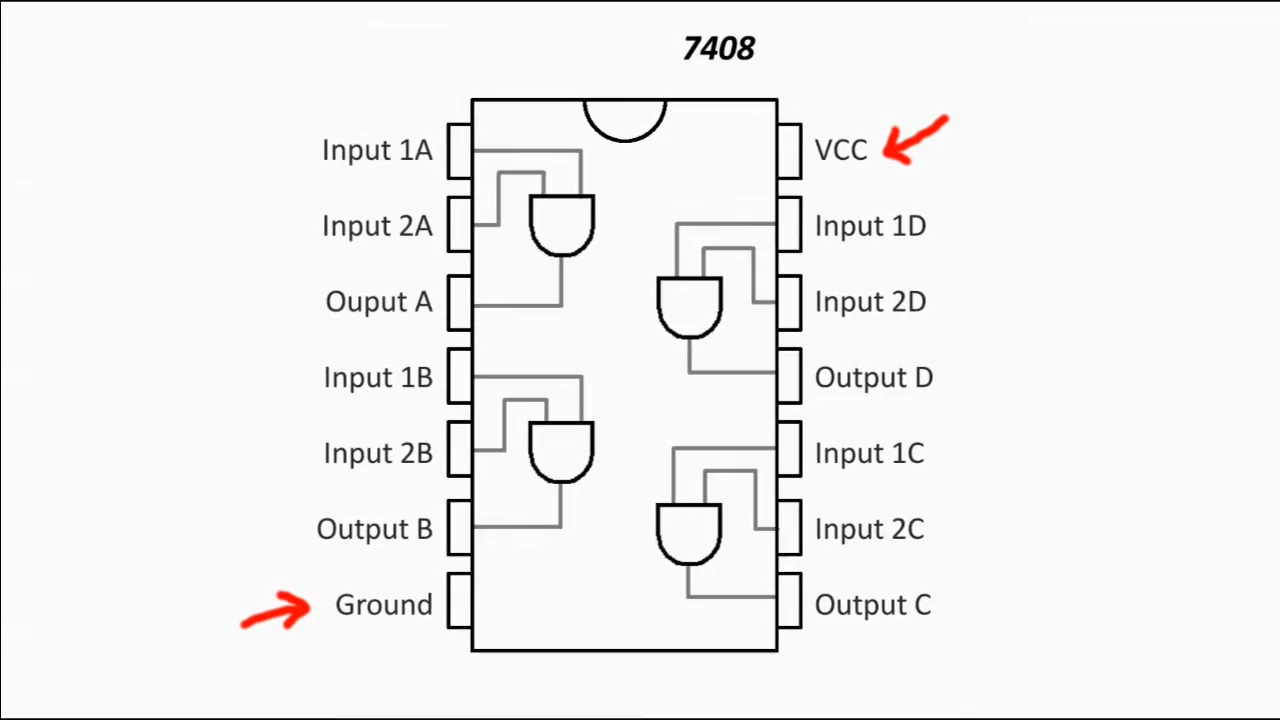 7408
Input 1A
Input 2A
Ouput A
Input 1B
Input 2B
Output B
Ground
VCC
Input 1D
Input 2D
Output D
Input 1C
Input 2C
Output C